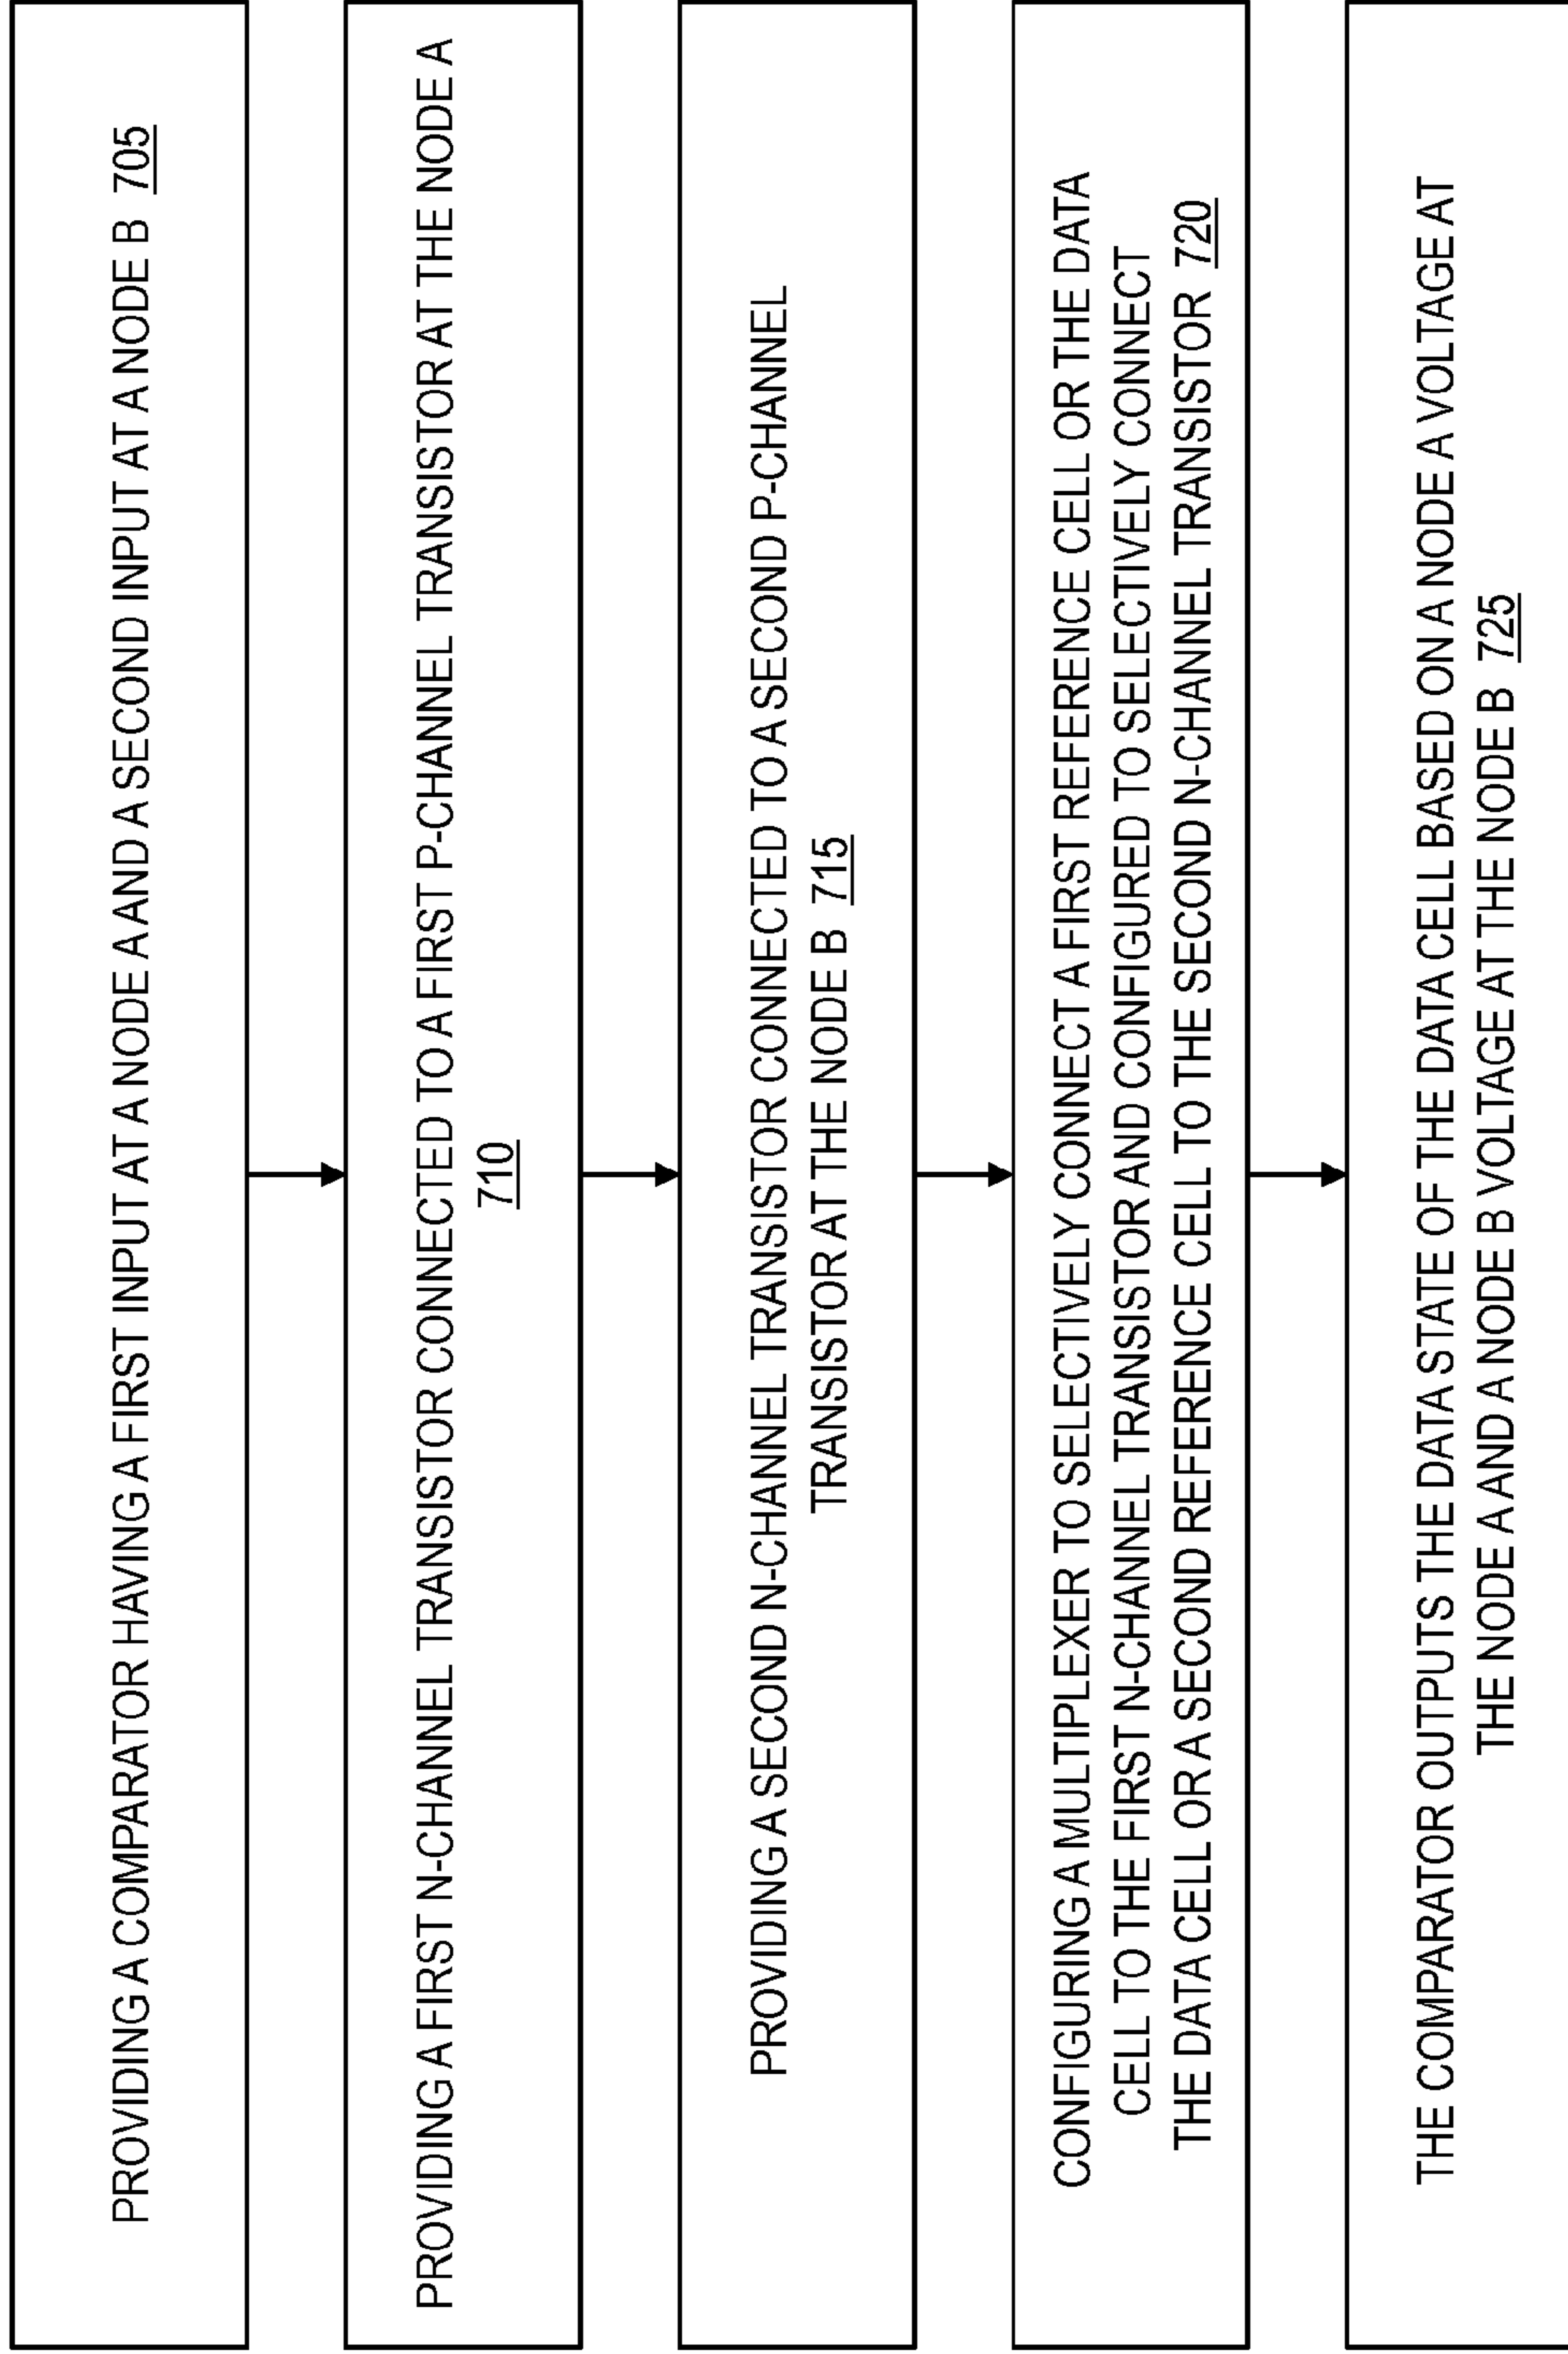 PROVIDING A COMPARATOR HAVING A FIRST INPUT AT A NODE A AND A SECOND INPUT AT A NODE B 705
PROVIDING A FIRST N-CHANNEL TRANSISTOR CONNECTED TO A FIRST P-CHANNEL TRANSISTOR AT THE NODE A
710
PROVIDING A SECOND N-CHANNEL TRANSISTOR CONNECTED TO A SECOND P-CHANNEL
TRANSISTOR AT THE NODE B 715
CONFIGURING A MULTIPLEXER TO SELECTIVELY CONNECT A FIRST REFERENCE CELL OR THE DATA
CELL TO THE FIRST N-CHANNEL TRANSISTOR AND CONFIGURED TO SELECTIVELY CONNECT
THE DATA CELL OR A SECOND REFERENCE CELL TO THE SECOND N-CHANNEL TRANSISTOR 720
THE COMPARATOR OUTPUTS THE DATA STATE OF THE DATA CELL BASED ON A NODE A VOLTAGE AT
THE NODE A AND A NODE B VOLTAGE AT THE NODE B 725